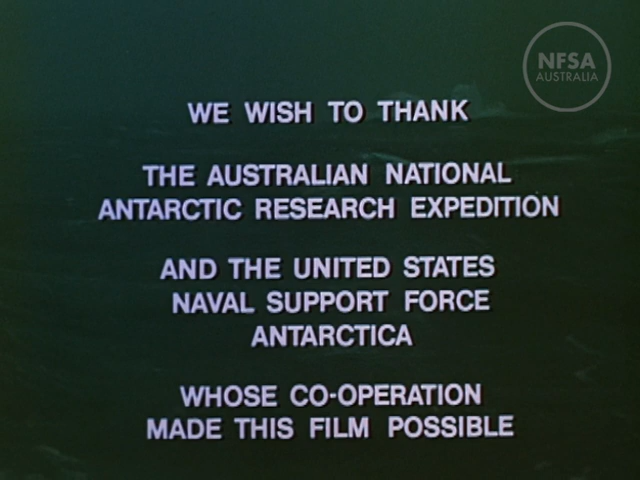 NFSA
AUSTRALIA
WE WISH TO THANK
THE AUSTRALIAN NATIONAL
ANTARCTIC RESEARCH EXPEDITION
AND THE UNITED STATES
NAVAL SUPPORT FORCE
ANTARCTICA
WHOSE CO-OPERATION
MADE THIS FILM POSSIBLE